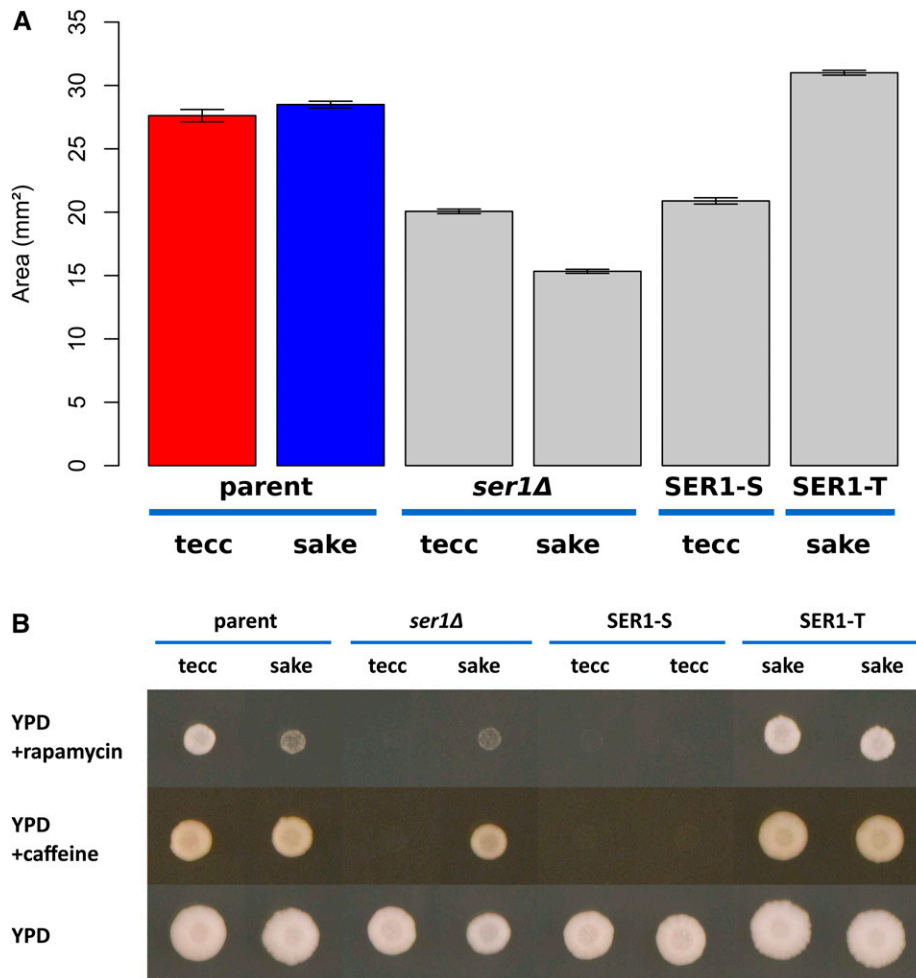 A
35
30
25
20
15
10
5
0
Area (mm²)
parent ser1Δ SER1-S SER1-T
tecc sake tecc sake tecc sake
B
parent ser1Δ SER1-S SER1-T
tecc sake tecc sake tecc tecc sake sake
YPD
+rapamycin
YPD
+caffeine
YPD